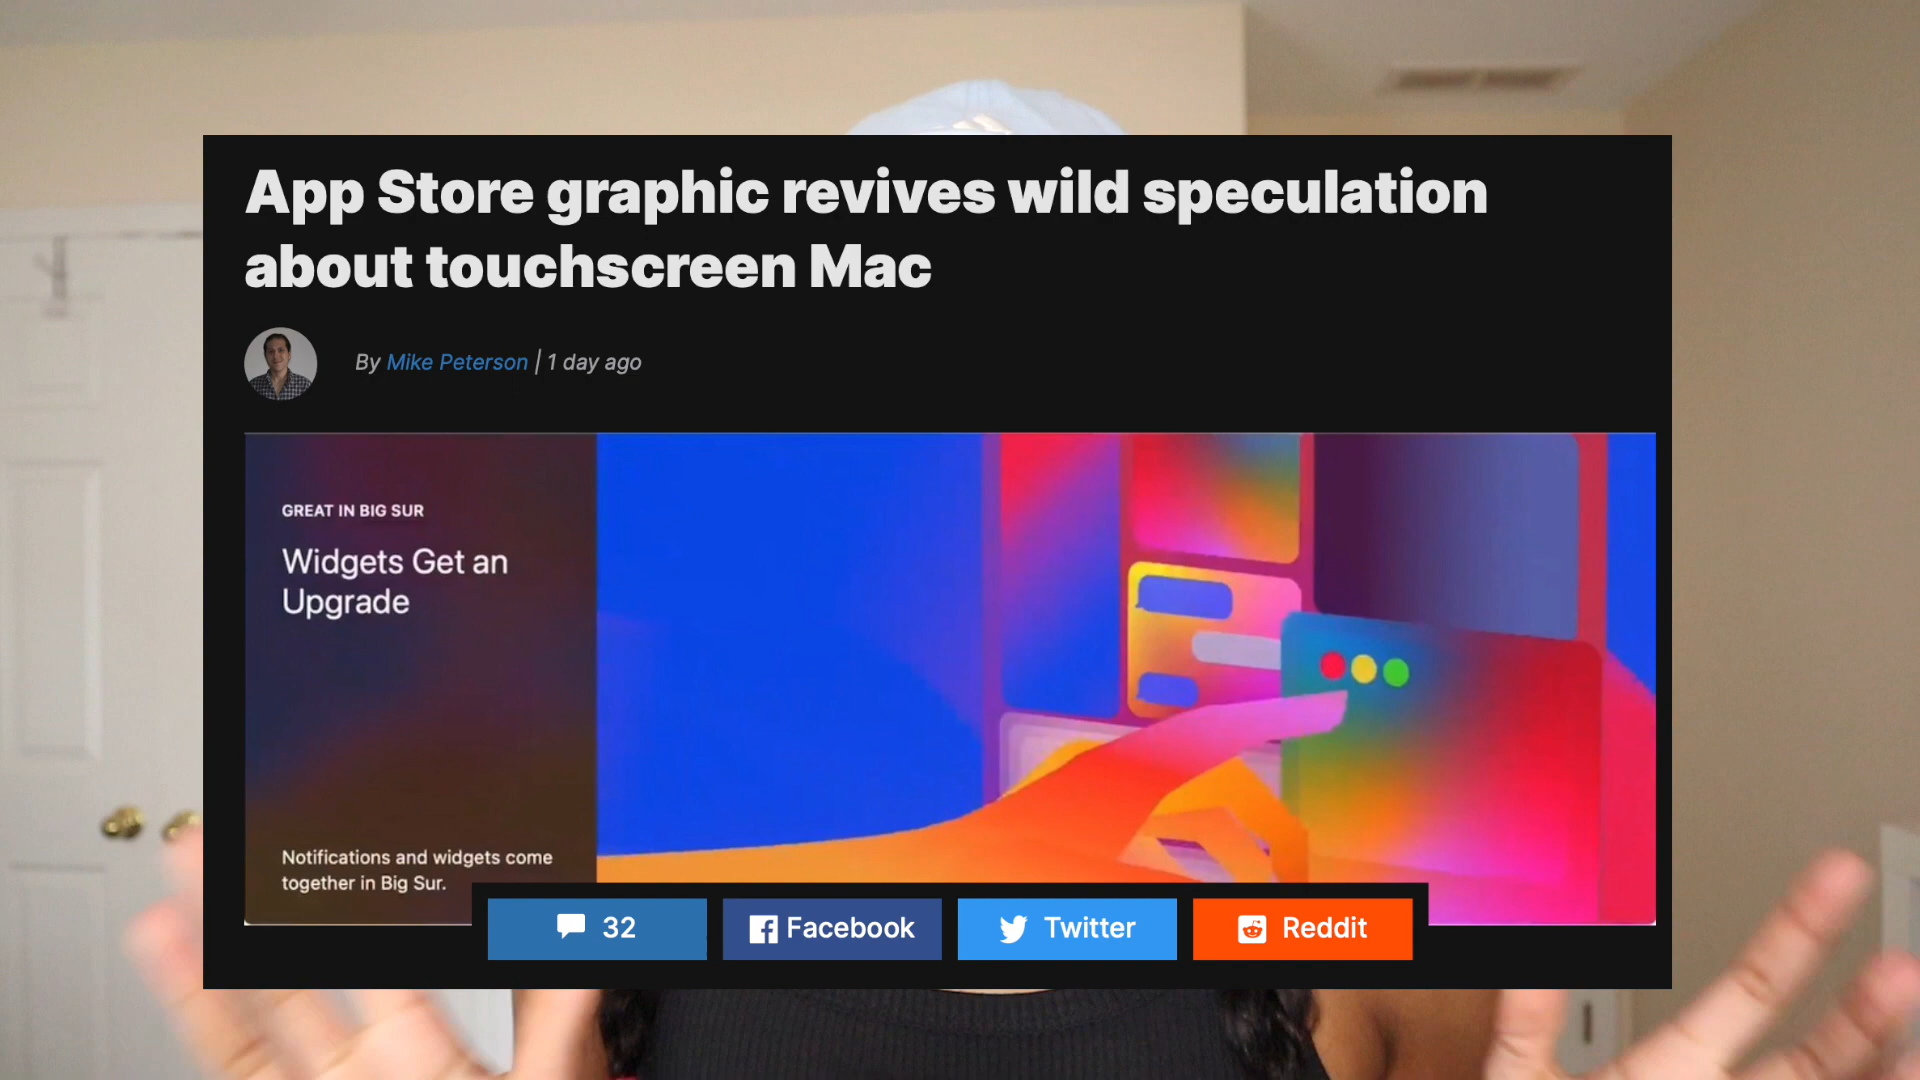 App Store graphic revives wild speculation
about touchscreen Mac
By Mike Peterson | 1 day ago
GREAT IN BIG SUR
Widgets Get an
Upgrade
Notifications and widgets come
together in Big Sur.
32
Facebook
Twitter
Reddit